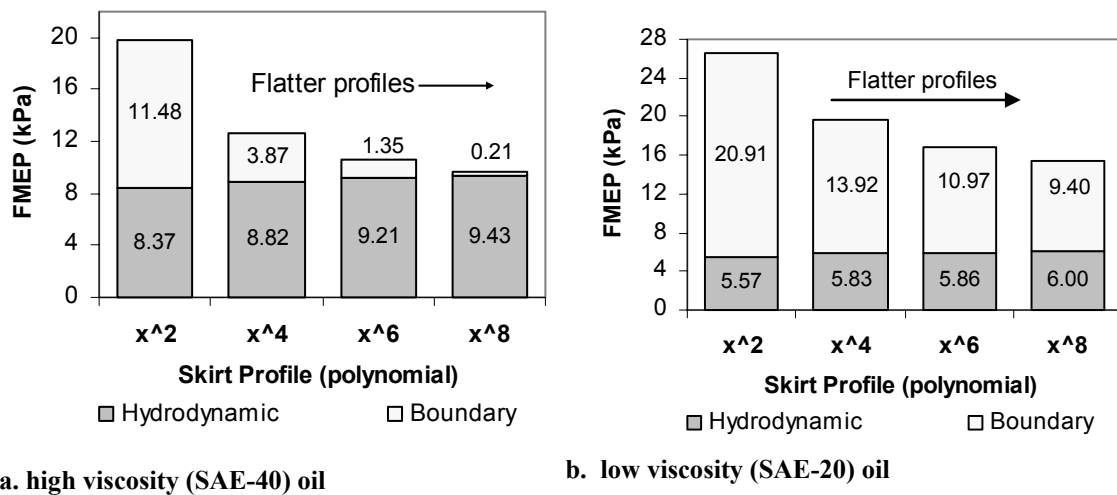 20
16
12
8
4
0
FMEP (kPa)
Flatter profiles
11.48
3.87
1.35
0.21
8.37
8.82
9.21
9.43
x^2
x^4
x^6
x^8
Skirt Profile (polynomial)
Hydrodynamic
Boundary
a. high viscosity (SAE-40) oil
28
24
20
16
12
8
4
0
FMEP (kPa)
Flatter profiles
20.91
13.92
10.97
9.40
5.57
5.83
5.86
6.00
x^2
x^4
x^6
x^8
Skirt Profile (polynomial)
Hydrodynamic
Boundary
b. low viscosity (SAE-20) oil